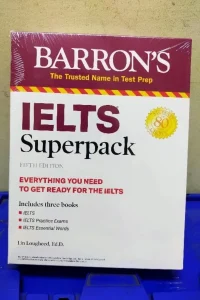 BARRON'S
The Trusted Name in Test Prep
IELTS
Superpack
EDITION
EVERYTHING YOU NEED
TO GET READY FOR THE IELTS
Includes three books
IELTS
IELTS Practice Exams
IELTS Essential Words
Lin Lougheed, Ed.D.